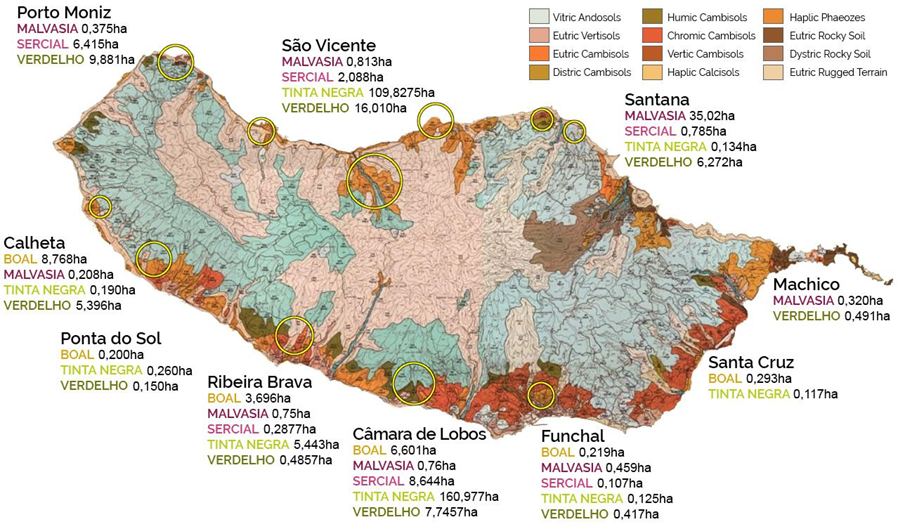 Porto Moniz
MALVASIA 0,375ha
SERCIAL 6,415ha
VERDELHO 9,881ha
São Vicente
MALVASIA 0,813ha
SERCIAL 2,088ha
TINTA NEGRA 109,8275ha
VERDELHO 16,010ha
Vitric Andosols
Eutric Vertisols
Eutric Cambisols
Distric Cambisols
Humic Cambisols
Chromic Cambisols
Vertic Cambisols
Haplic Calcisols
Haplic Phaeozes
Eutric Rocky Soil
Dystric Rocky Soil
Eutric Rugged Terrain
Santana
MALVASIA 35,02ha
SERCIAL 0,785ha
TINTA NEGRA 0,134ha
VERDELHO 6,272ha
Calheta
BOAL 8,768ha
MALVASIA 0,208ha
TINTA NEGRA 0,190ha
VERDELHO 5,396ha
Machico
MALVASIA 0,320ha
VERDELHO 0,491ha
Ponta do Sol
BOAL 0,200ha
TINTA NEGRA 0,260ha
VERDELHO 0,150ha
Santa Cruz
BOAL 0,293ha
TINTA NEGRA 0,117ha
Ribeira Brava
BOAL 3,696ha
MALVASIA 0,75ha
SERCIAL 0,2877ha
TINTA NEGRA 5,443ha
VERDELHO 0,4857ha
Câmara de Lobos
BOAL 6,601ha
MALVASIA 0,76ha
SERCIAL 8,644ha
TINTA NEGRA 160,977ha
VERDELHO 7,7457ha
Funchal
BOAL 0,219ha
MALVASIA 0,459ha
SERCIAL 0,107ha
TINTA NEGRA 0,125ha
VERDELHO 0,417ha